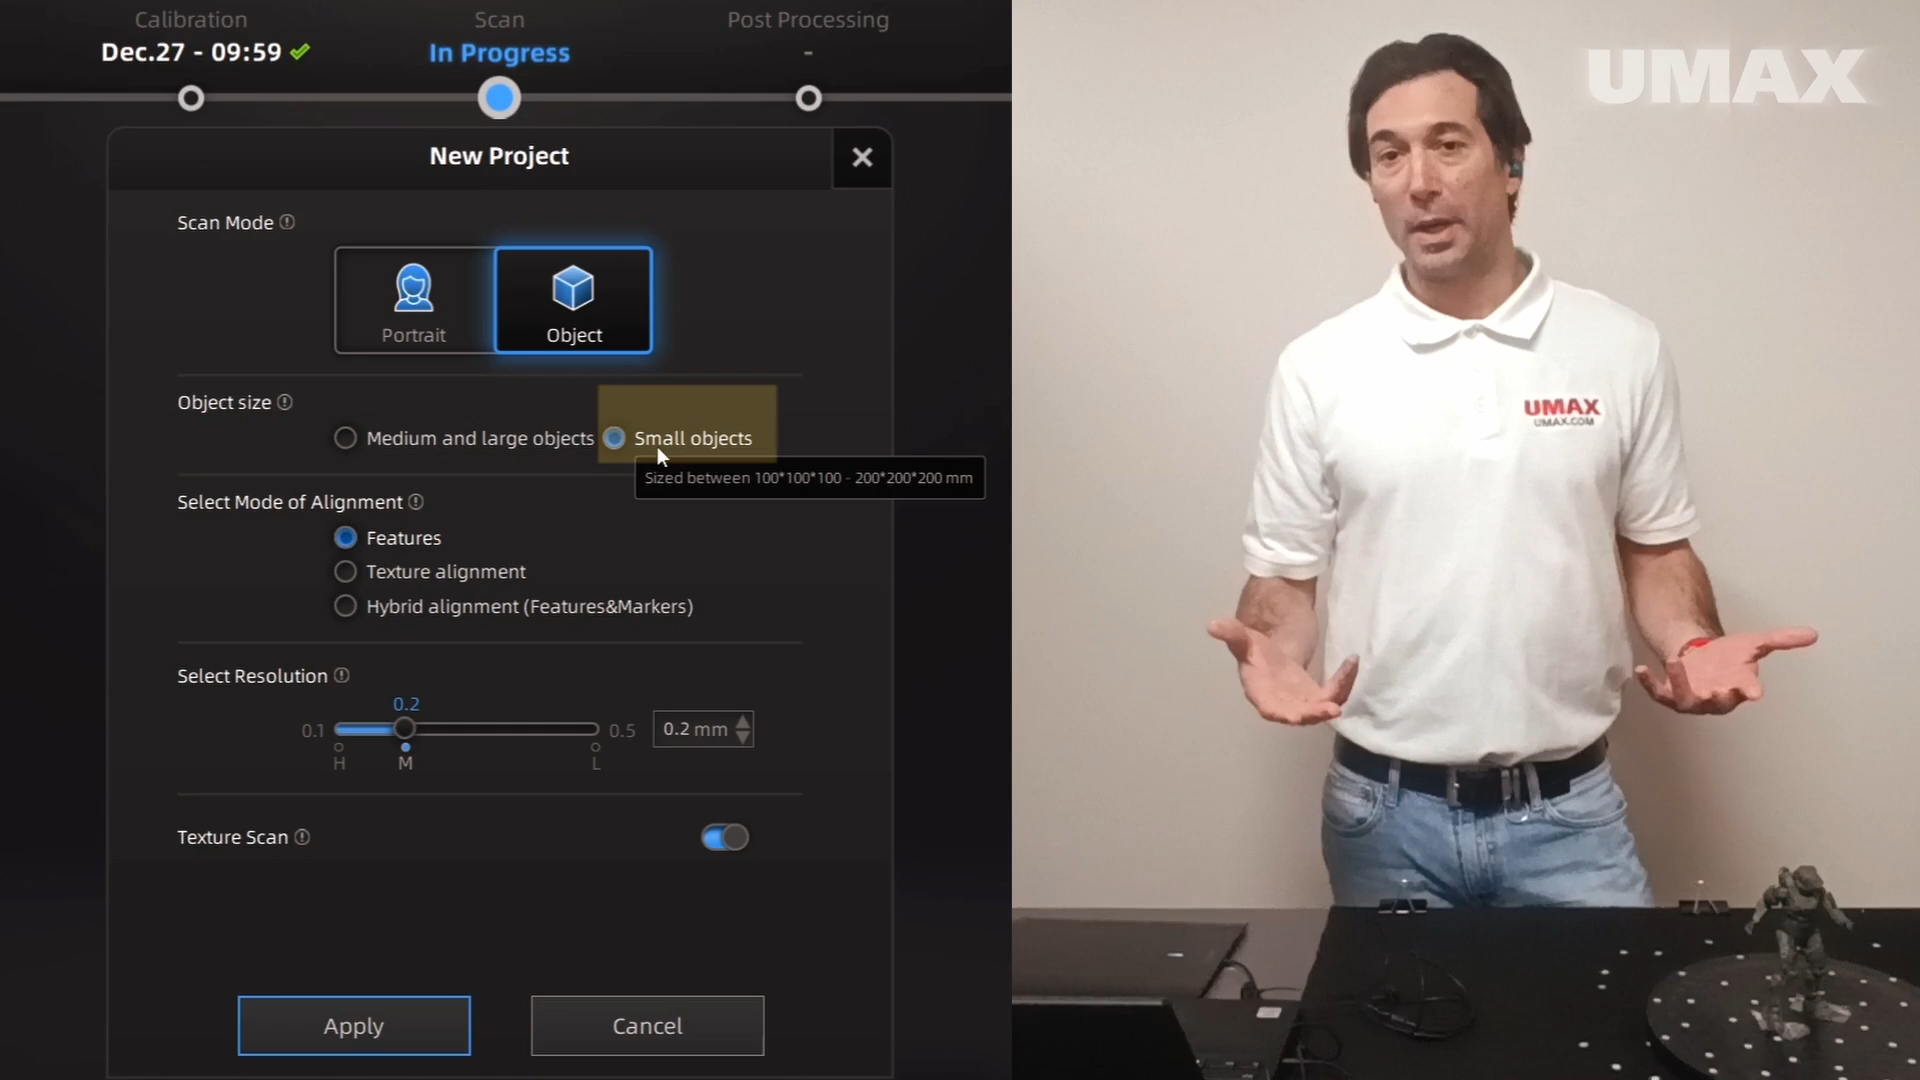 Calibration
Dec.27 - 09:59
Scan
In Progress
Post Processing
-
New Project
Scan Mode
Portrait
Object
Object size
Medium and large objects
Small objects
Sized between 100*100*100 - 200*200*200 mm
Select Mode of Alignment
Features
Texture alignment
Hybrid alignment (Features&Markers)
Select Resolution
0.2
0.1
0.5
0.2 mm
H
M
L
Texture Scan
Apply
Cancel
UMAX
UMAX
UMAX.COM